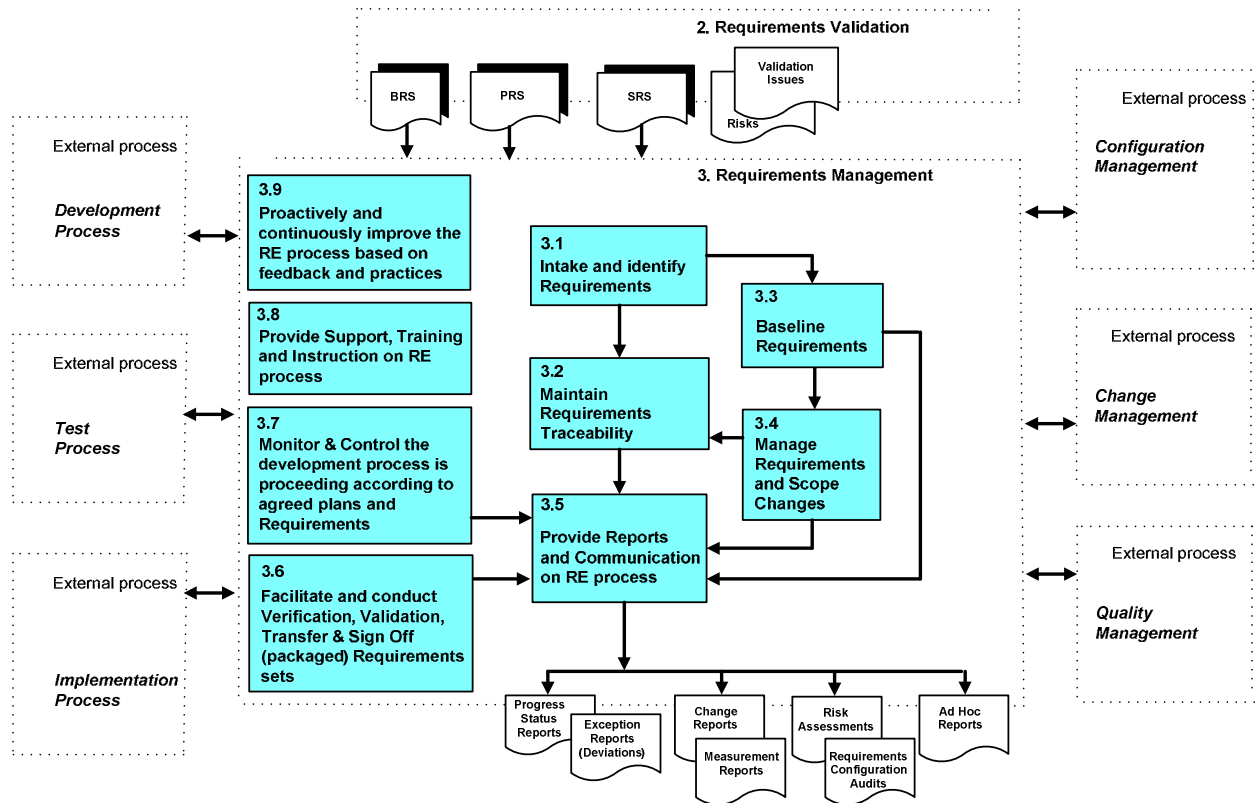 2. Requirements Validation
BRS
PRS
SRS
Validation
Issues
Risks
External process
Development
Process
External process
Test
Process
External process
Implementation
Process
3. Requirements Management
3.9
Proactively and
continuously improve the
RE process based on
feedback and practices
3.8
Provide Support, Training
and Instruction on RE
process
3.7
Monitor & Control the
development process is
proceeding according to
agreed plans and
Requirements
3.6
Facilitate and conduct
Verification, Validation,
Transfer & Sign Off
(packaged) Requirements
sets
3.1
Intake and identify
Requirements
3.2
Maintain
Requirements
Traceability
3.3
Baseline
Requirements
3.4
Manage
Requirements
and Scope
Changes
3.5
Provide Reports
and Communication
on RE process
External process
Configuration
Management
External process
Change
Management
External process
Quality
Management
Progress
Status
Reports
Exception
Reports
(Deviations)
Change
Reports
Measurement
Reports
Risk
Assessments
Requirements
Configuration
Audits
Ad Hoc
Reports